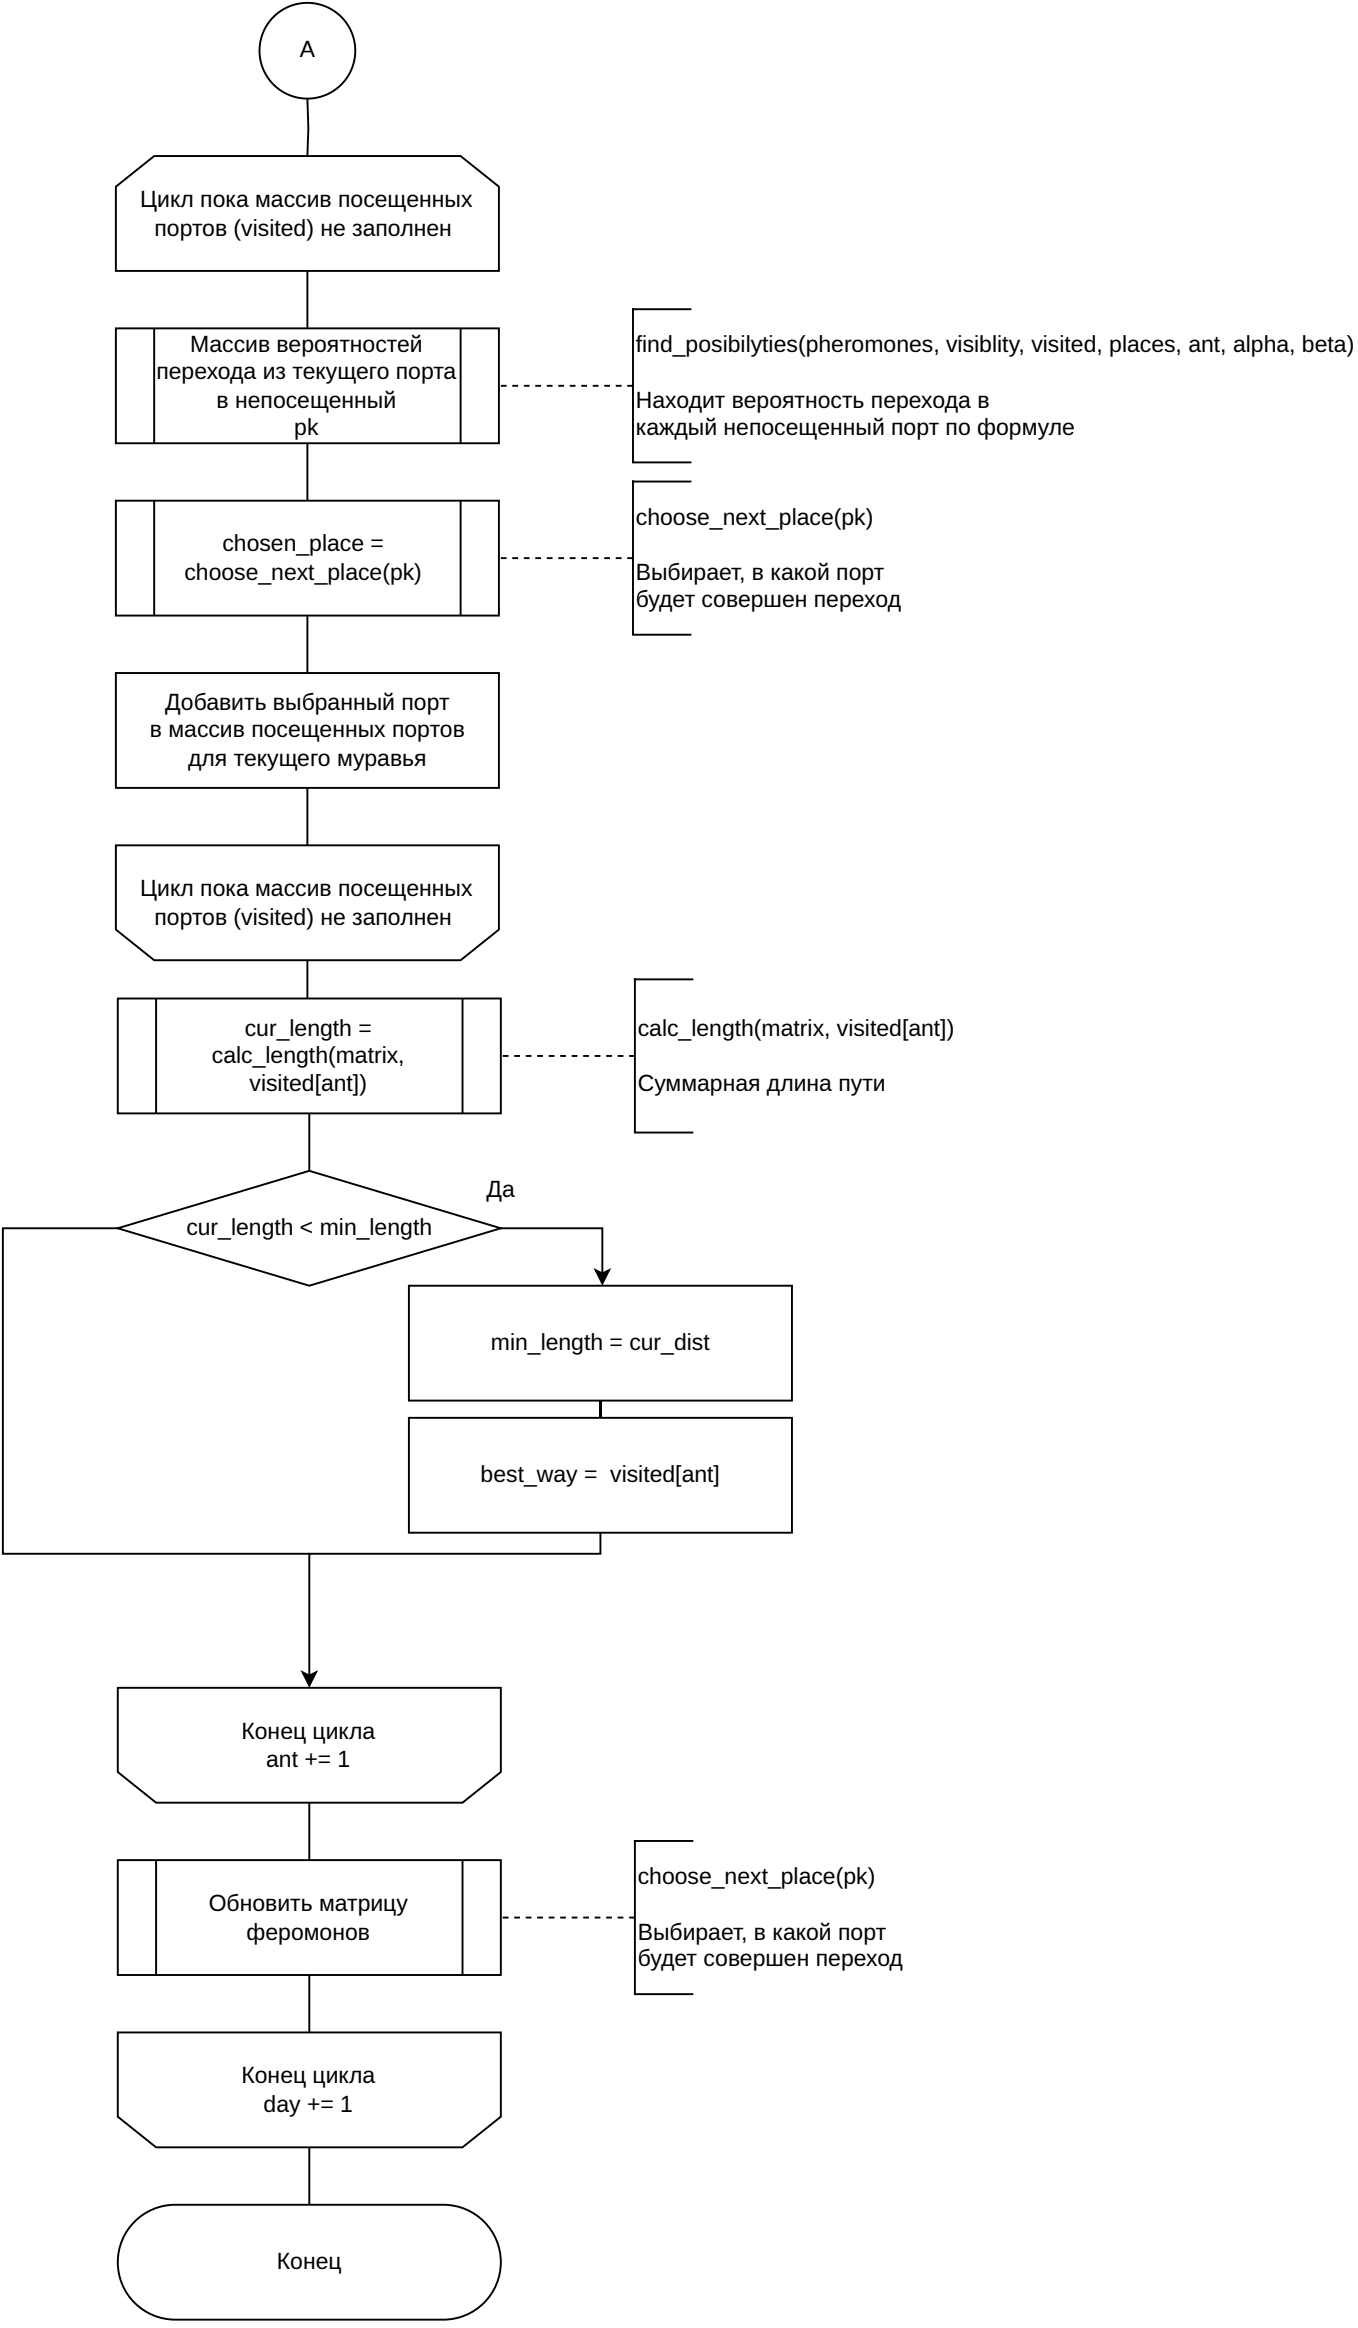 A
Цикл пока массив посещенных
портов (visited) не заполнен
Массив вероятностей
перехода из текущего порта
в непосещенный
pk
find_posibilyties(pheromones, visiblity, visited, places, ant, alpha, beta)
Находит вероятность перехода в
каждый непосещенный порт по формуле
chosen_place =
choose_next_place(pk)
choose_next_place(pk)
Выбирает, в какой порт
будет совершен переход
Добавить выбранный порт
в массив посещенных портов
для текущего муравья
Цикл пока массив посещенных
портов (visited) не заполнен
cur_length =
calc_length(matrix,
visited[ant])
calc_length(matrix, visited[ant])
Суммарная длина пути
Да
cur_length < min_length
min_length = cur_dist
best_way =  visited[ant]
Конец цикла
ant += 1
Обновить матрицу
феромонов
choose_next_place(pk)
Выбирает, в какой порт
будет совершен переход
Конец цикла
day += 1
Конец